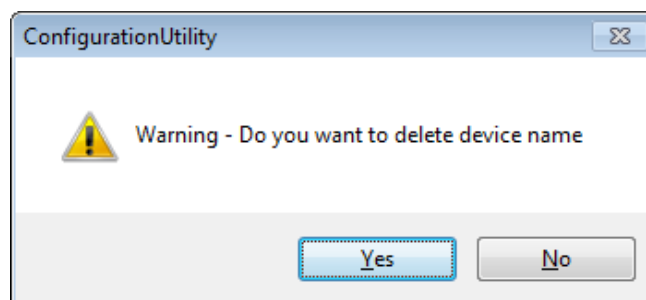 ConfigurationUtility
Warning - Do you want to delete device name
Yes
No